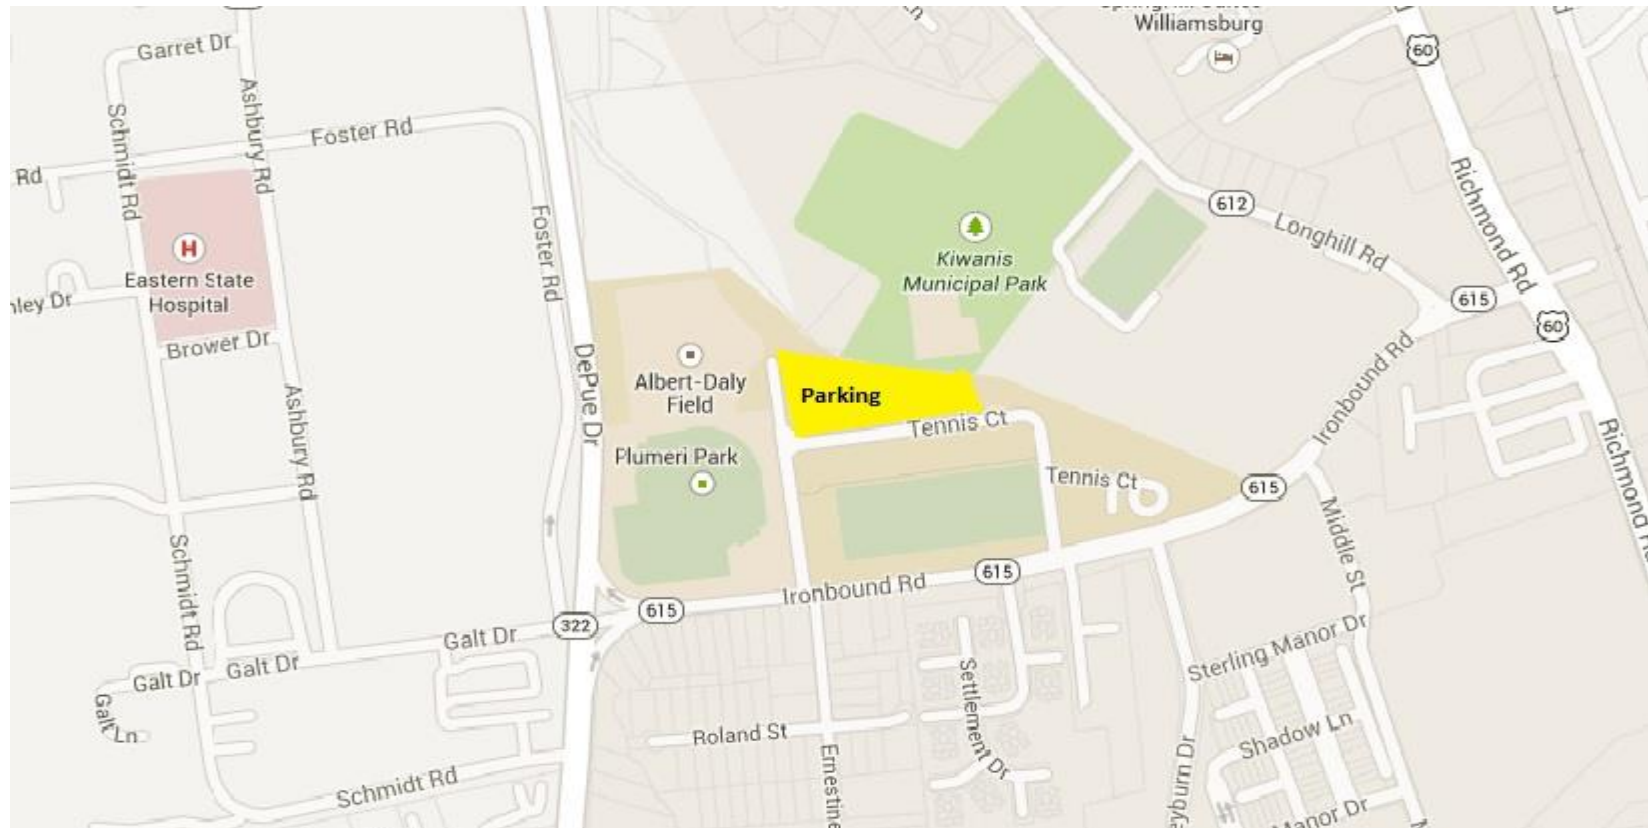 Williamsburg
60
Garret Dr
Ashbury Rd
Schmidt Rd
Foster Rd
Rd
Richmond Rd
612
Longhill Rd
Foster Rd
H
Eastern State
Hospital
Kiwanis
Municipal Park
615
60
Brower Dr
DePue Dr
Albert-Daly
Field
Parking
Ironbound Rd
Ashbury Rd
Tennis Ct
Richmond
Plumeri Park
Tennis Ct
615
Middle St
Schmidt Rd
615
Ironbound Rd
615
322
Galt Dr
Galt Dr
Galt Dr
Galt Ln
Sterling Manor Dr
Settlement Dr
Roland St
Shadow Ln
Ernestine
Schmidt Rd
Manor Dr